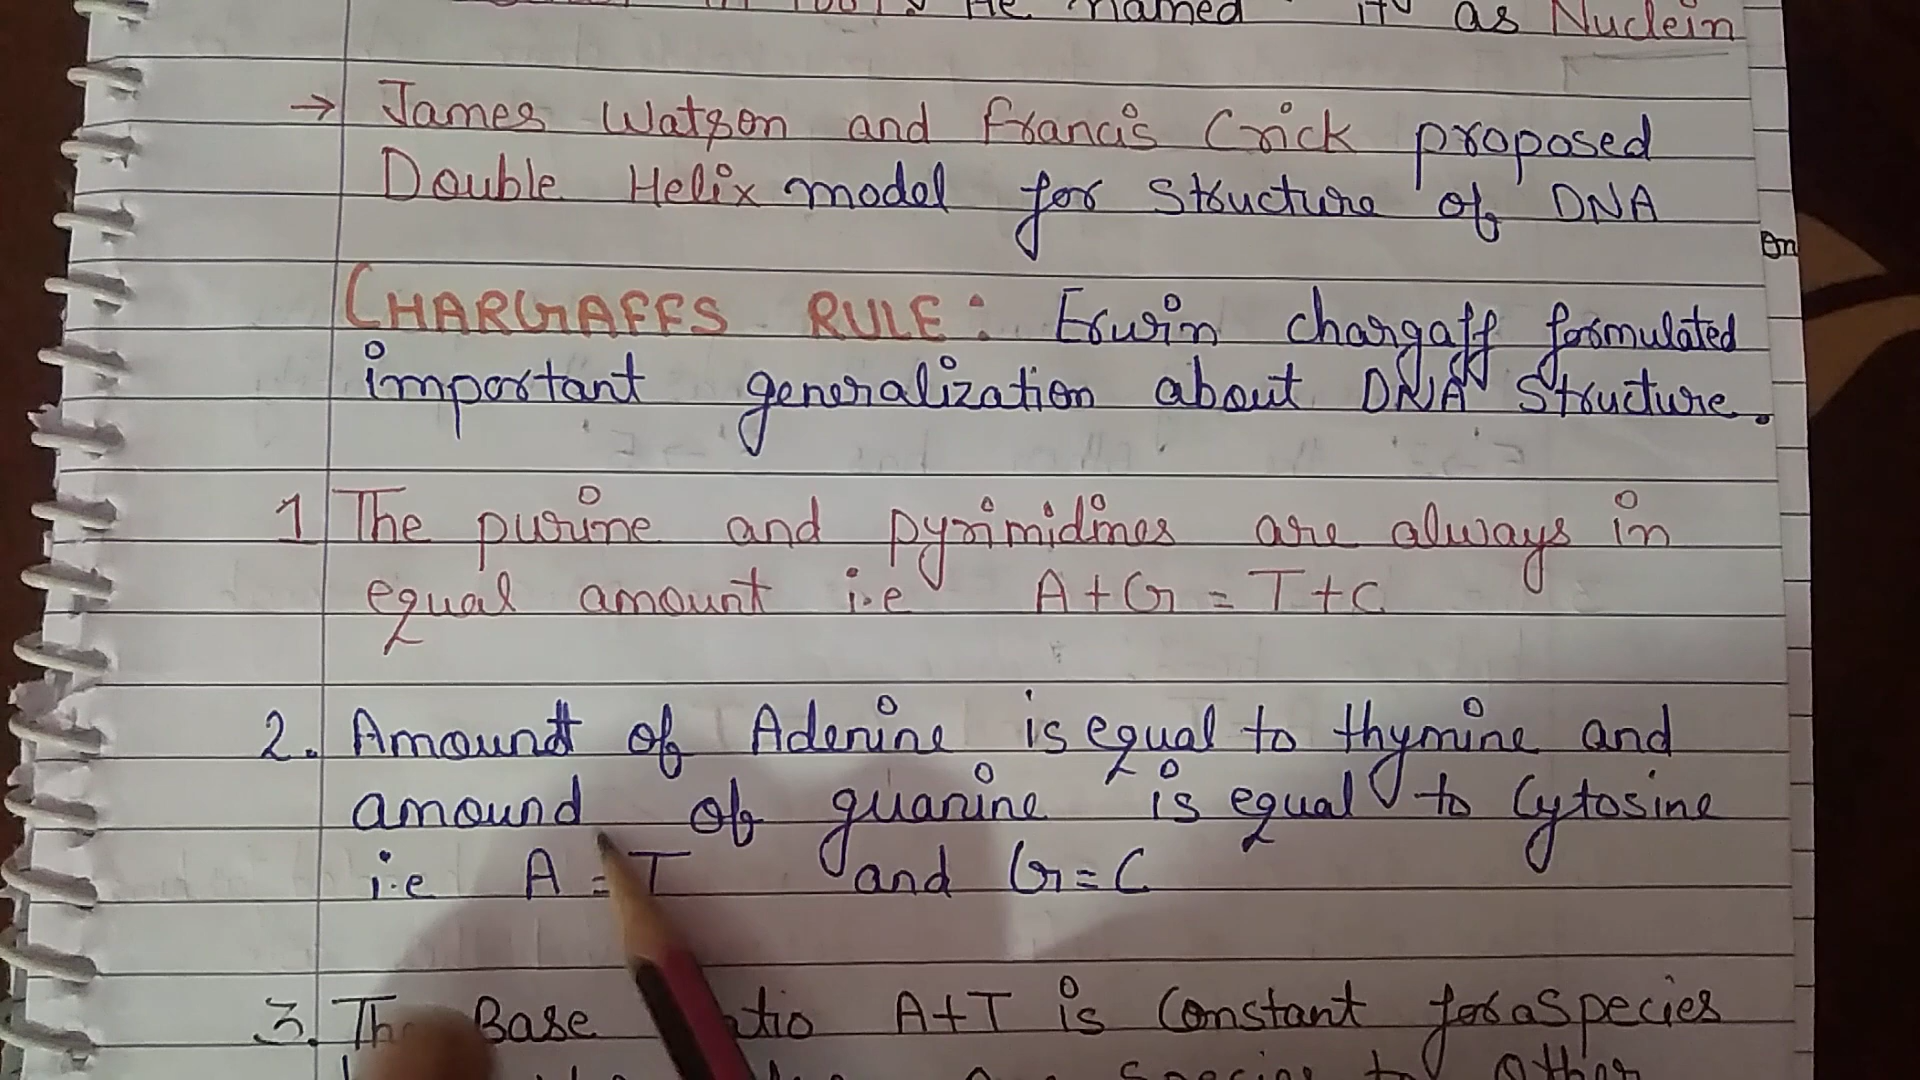 He named it as Nuclein
→ James Watson and Francis Crick proposed
Double Helix model for Structure of DNA
CHARGAFFS RULE: Erwin chargaff formulated
important generalization about DNA Structure.
1 The purine and pyrimidines are always in
equal amount i.e A+G = T+C
2. Amount of Adenine is equal to thymine and
amound of guanine is equal to Cytosine
i.e A = T and G = C
3. The Base A+T is Constant for a species
other